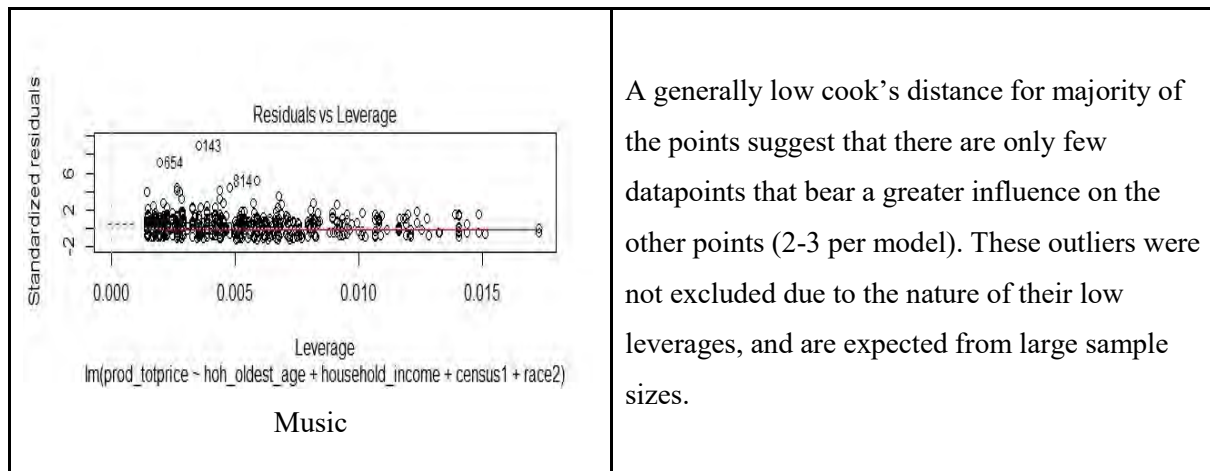 Residuals vs Leverage
Standardized residuals
6
2
-2
143
654
814
0.000 0.005 0.010 0.015
Leverage
lm(prod_totprice ~ hoh_oldest_age + household_income + census1 + race2)
Music
A generally low cook’s distance for majority of
the points suggest that there are only few
datapoints that bear a greater influence on the
other points (2-3 per model). These outliers were
not excluded due to the nature of their low
leverages, and are expected from large sample
sizes.